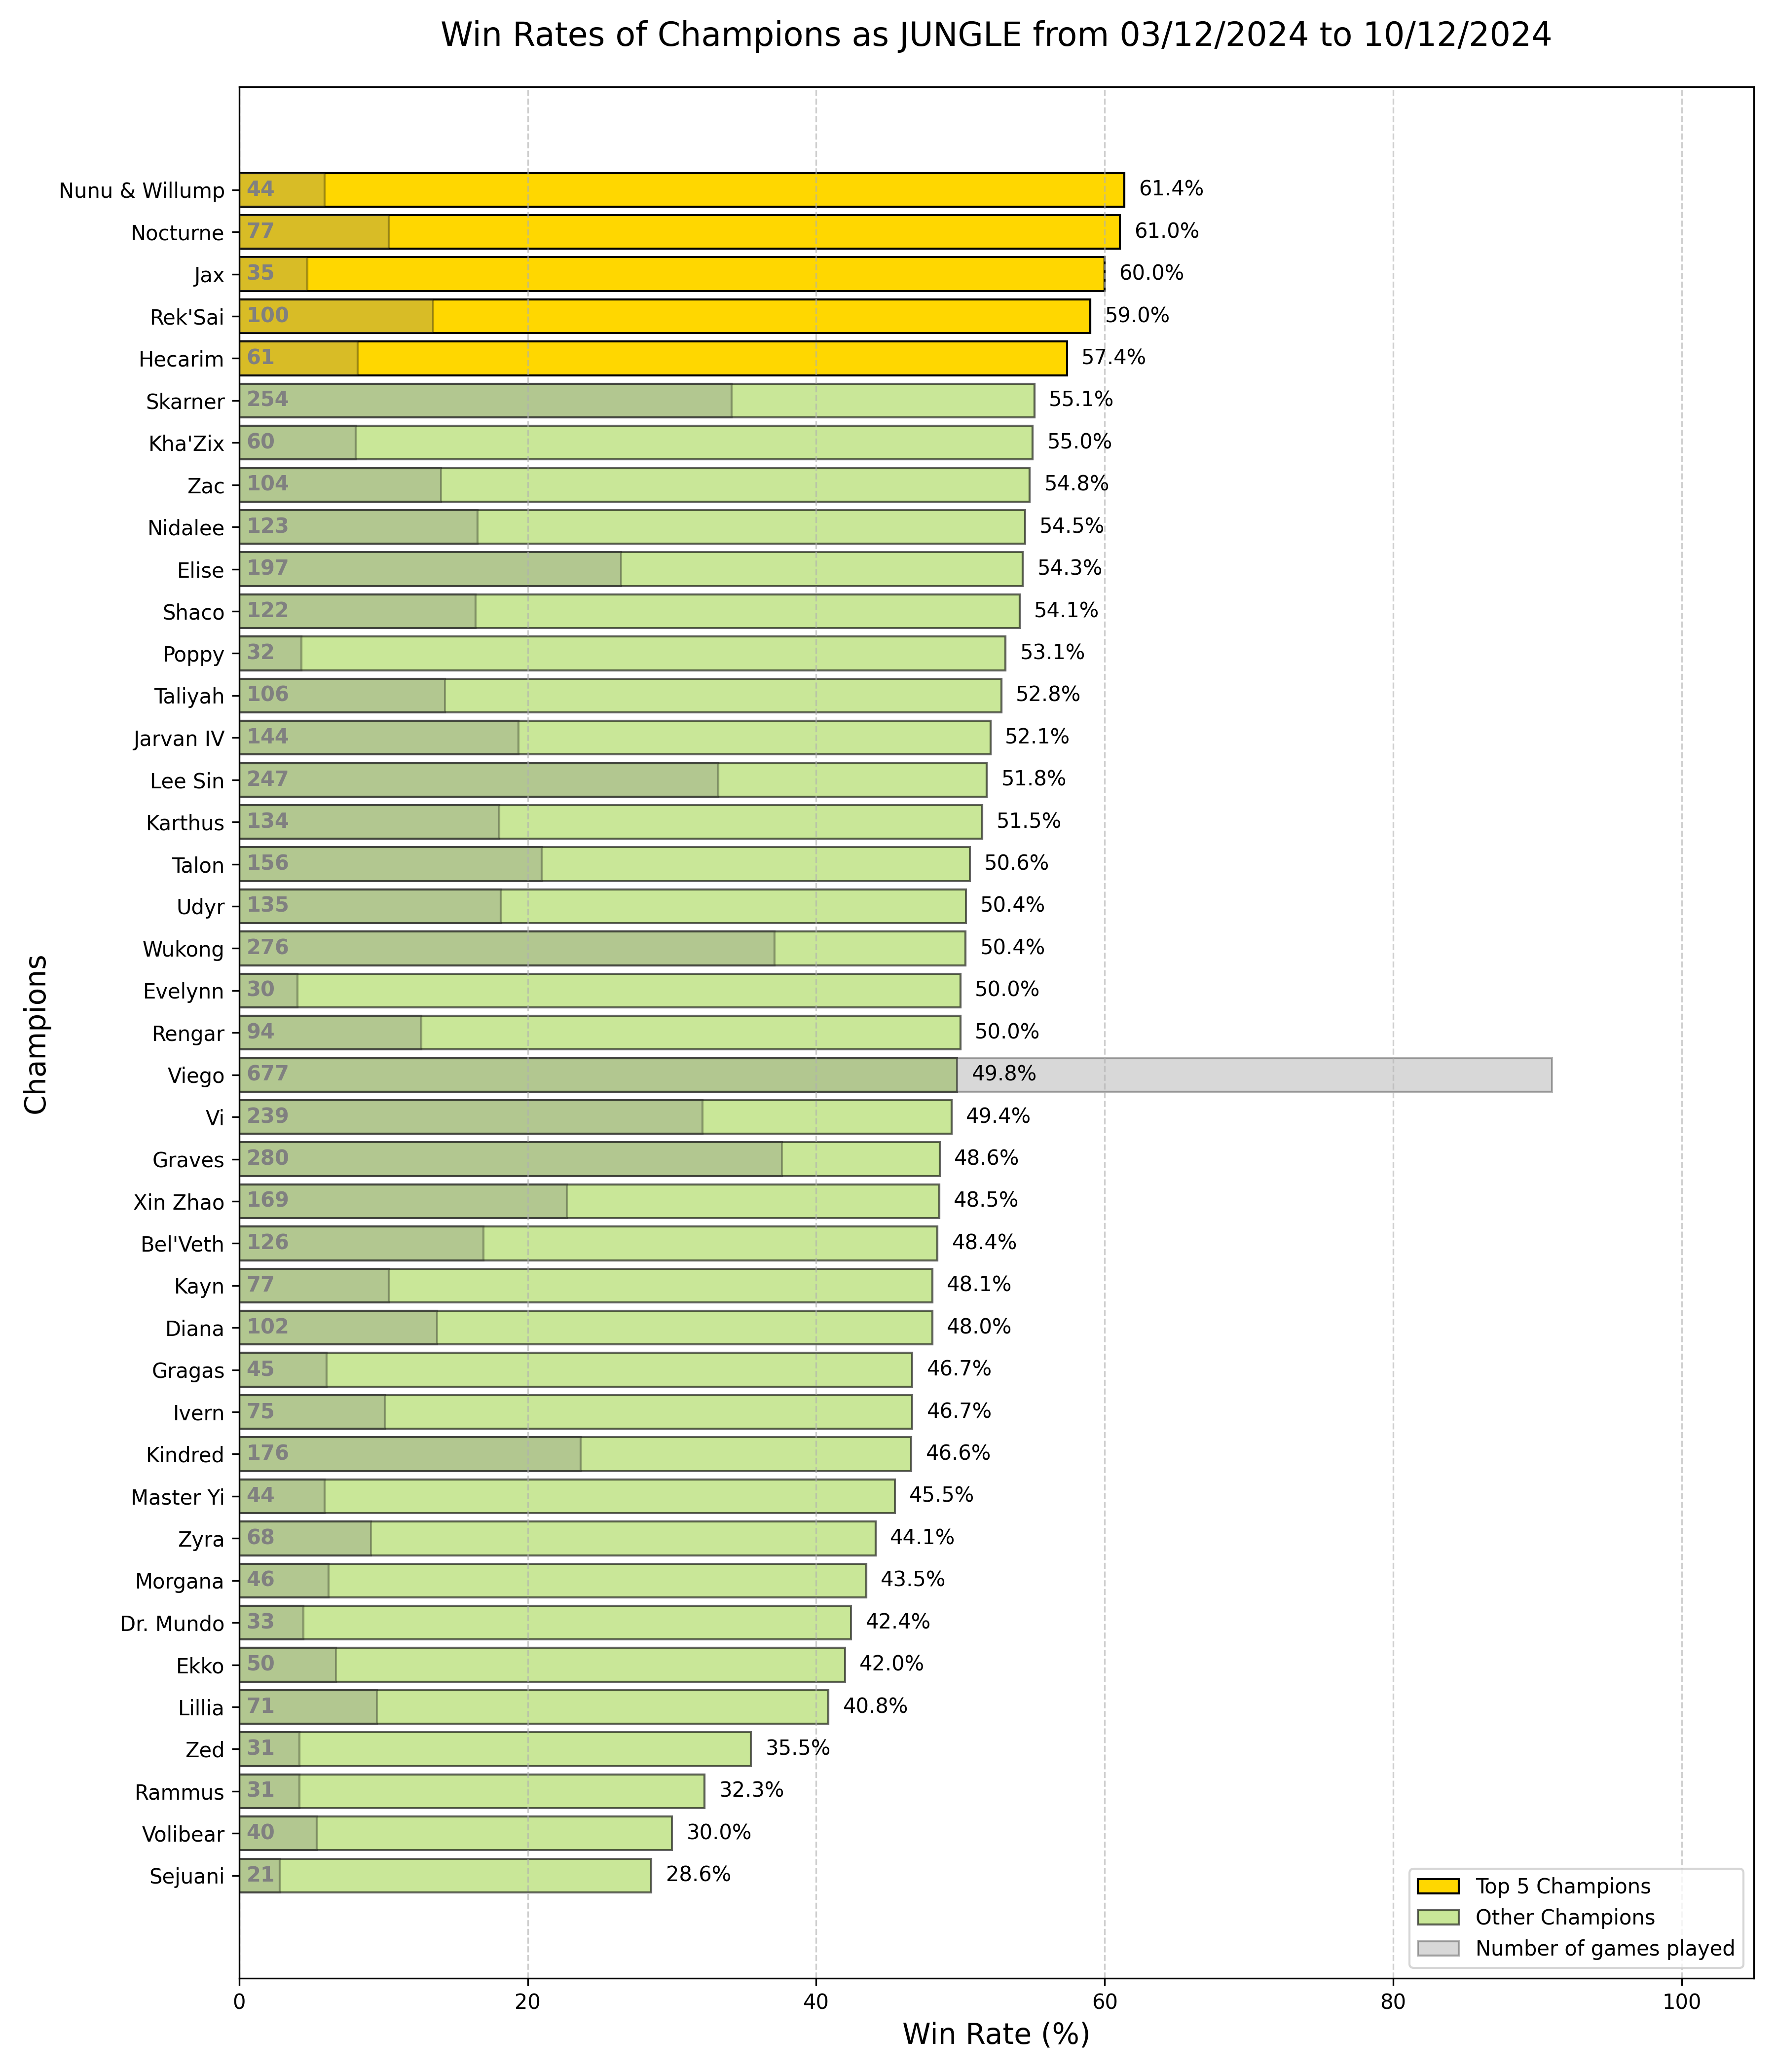 Win Rates of Champions as JUNGLE from 03/12/2024 to 10/12/2024
Champions
Nunu & Willump 44 61.4%
Nocturne 77 61.0%
Jax 35 60.0%
Rek'Sai 100 59.0%
Hecarim 61 57.4%
Skarner 254 55.1%
Kha'Zix 60 55.0%
Zac 104 54.8%
Nidalee 123 54.5%
Elise 197 54.3%
Shaco 122 54.1%
Poppy 32 53.1%
Taliyah 106 52.8%
Jarvan IV 144 52.1%
Lee Sin 247 51.8%
Karthus 134 51.5%
Talon 156 50.6%
Udyr 135 50.4%
Wukong 276 50.4%
Evelynn 30 50.0%
Rengar 94 50.0%
Viego 677 49.8%
Vi 239 49.4%
Graves 280 48.6%
Xin Zhao 169 48.5%
Bel'Veth 126 48.4%
Kayn 77 48.1%
Diana 102 48.0%
Gragas 45 46.7%
Ivern 75 46.7%
Kindred 176 46.6%
Master Yi 44 45.5%
Zyra 68 44.1%
Morgana 46 43.5%
Dr. Mundo 33 42.4%
Ekko 50 42.0%
Lillia 71 40.8%
Zed 31 35.5%
Rammus 31 32.3%
Volibear 40 30.0%
Sejuani 21 28.6%
Top 5 Champions
Other Champions
Number of games played
0 20 40 60 80 100
Win Rate (%)